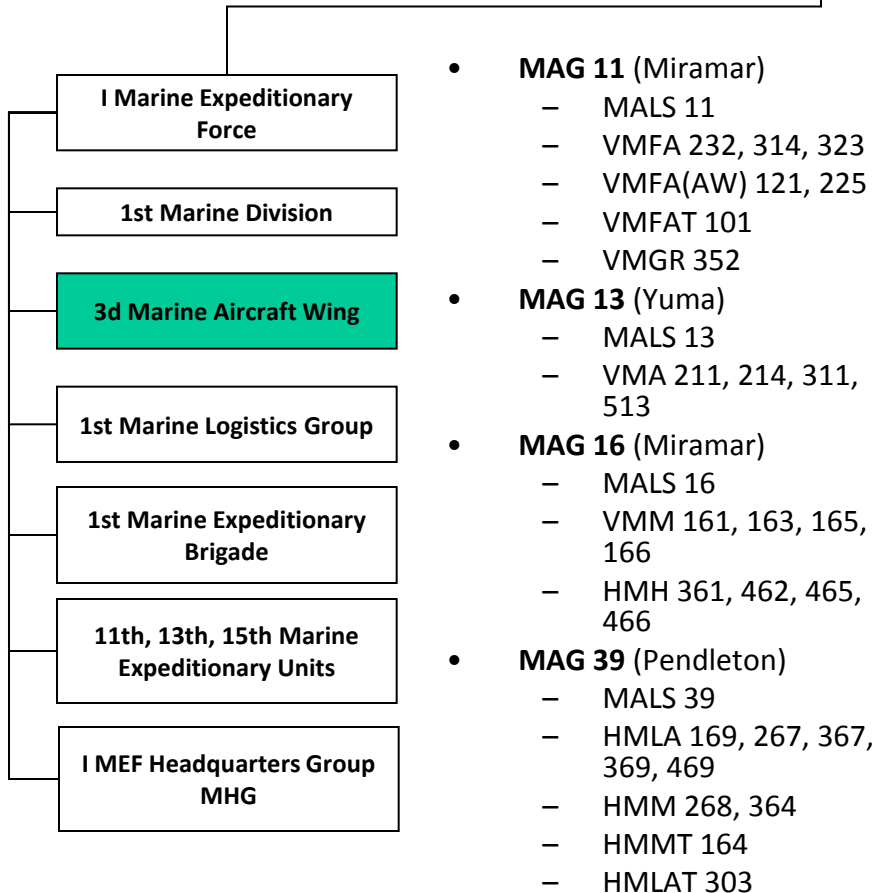 I Marine Expeditionary
Force
1st Marine Division
3d Marine Aircraft Wing
1st Marine Logistics Group
1st Marine Expeditionary
Brigade
11th, 13th, 15th Marine
Expeditionary Units
I MEF Headquarters Group
MHG
• MAG 11 (Miramar)
– MALS 11
– VMFA 232, 314, 323
– VMFA(AW) 121, 225
– VMFAT 101
– VMGR 352
• MAG 13 (Yuma)
– MALS 13
– VMA 211, 214, 311,
513
• MAG 16 (Miramar)
– MALS 16
– VMM 161, 163, 165,
166
– HMH 361, 462, 465,
466
• MAG 39 (Pendleton)
– MALS 39
– HMLA 169, 267, 367,
369, 469
– HMM 268, 364
– HMMT 164
– HMLAT 303